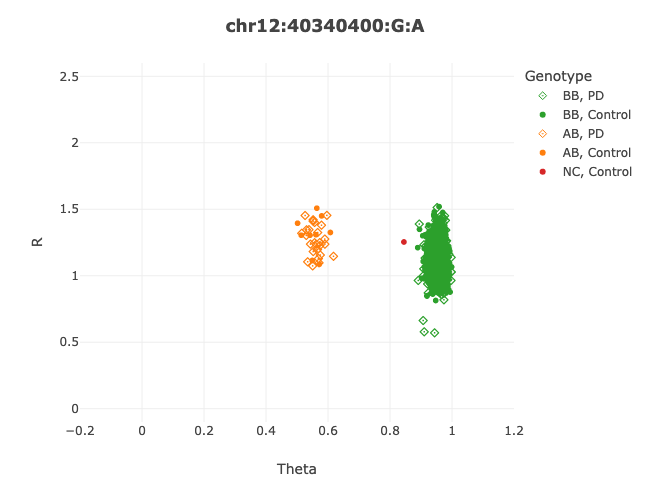 chr12:40340400:G:A
Genotype
BB, PD
BB, Control
AB, PD
AB, Control
NC, Control
2.5
2
1.5
1
0.5
0
R
−0.2 0 0.2 0.4 0.6 0.8 1 1.2
Theta